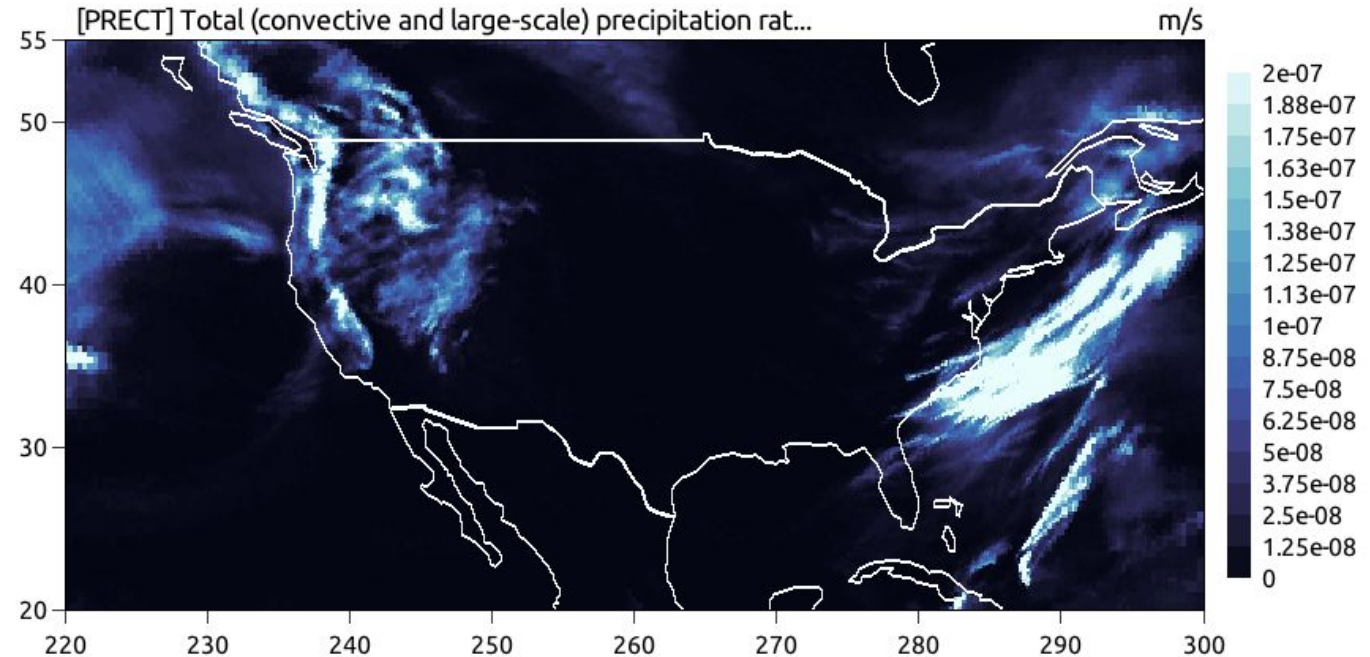 [PRECT] Total (convective and large-scale) precipitation rat...
m/s
55
50
40
30
20
220 230 240 250 260 270 280 290 300
2e-07
1.88e-07
1.75e-07
1.63e-07
1.5e-07
1.38e-07
1.25e-07
1.13e-07
1e-07
8.75e-08
7.5e-08
6.25e-08
5e-08
3.75e-08
2.5e-08
1.25e-08
0